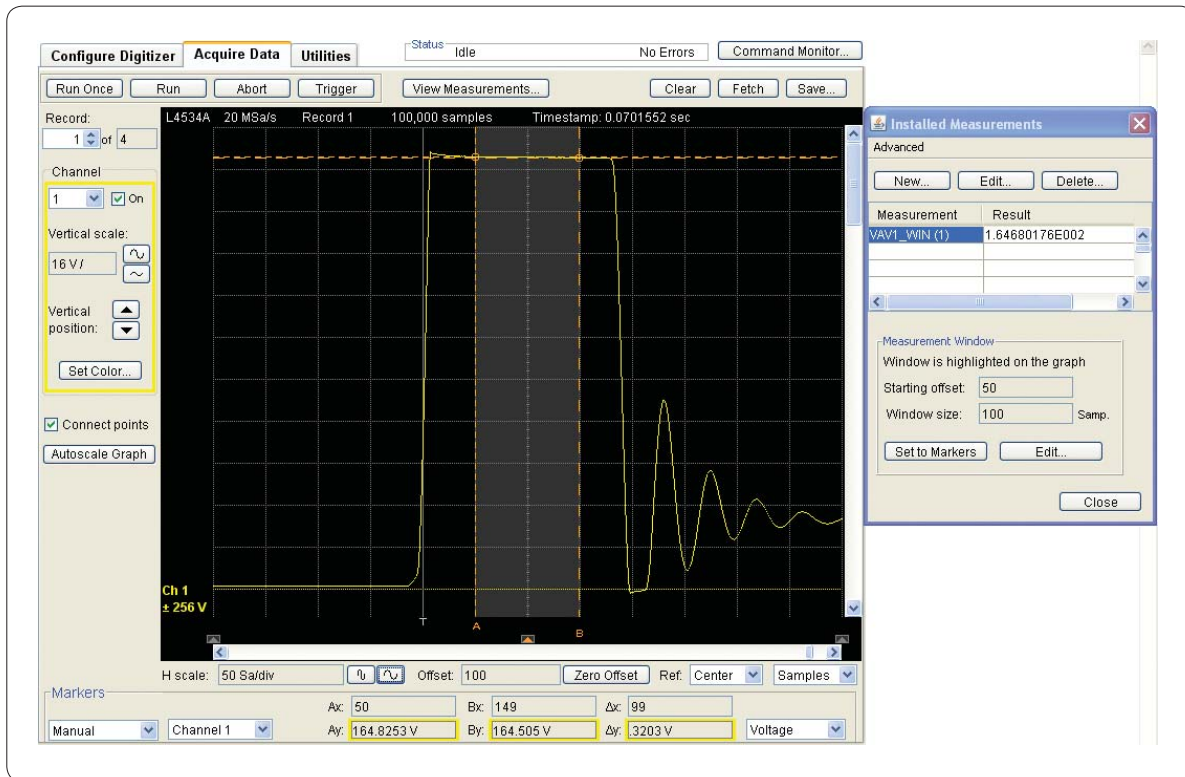 Configure Digitizer Acquire Data Utilities Status Idle No Errors Command Monitor...
Run Once Run Abort Trigger View Measurements... Clear Fetch Save...
Record:
1 of 4
Channel
1 On
Vertical scale:
16 V /
Vertical
position:
Set Color...
Connect points
Autoscale Graph
L4534A 20 MSa/s Record 1 100,000 samples Timestamp: 0.0701552 sec
Ch 1
± 256 V
T A B
H scale: 50 Sa/div Offset: 100 Zero Offset Ref: Center Samples
Markers
Ax: 50 Bx: 149 Δx: 99
Manual Channel 1 Ay: 164.8253 V By: 164.505 V Δy: .3203 V Voltage
Installed Measurements
Advanced
New... Edit... Delete...
Measurement Result
VAV1_WIN (1) 1.64680176E002
Measurement Window
Window is highlighted on the graph
Starting offset 50
Window size: 100 Samp.
Set to Markers Edit...
Close